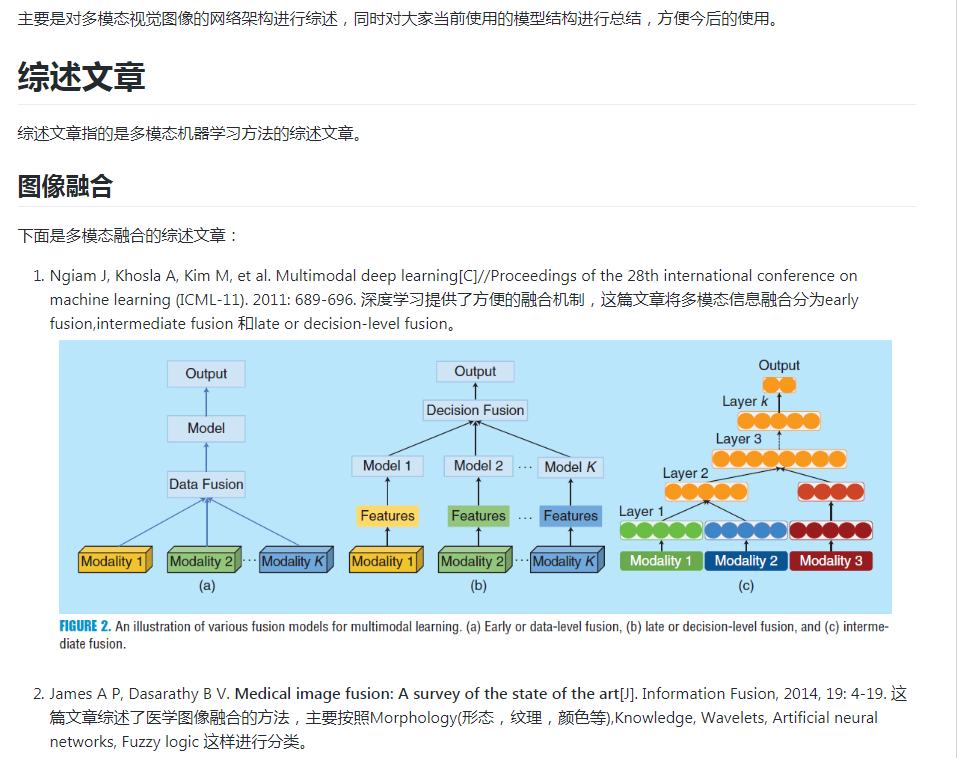 主要是对多模态视觉图像的网络架构进行综述，同时对大家当前使用的模型结构进行总结，方便今后的使用。
综述文章
综述文章指的是多模态机器学习方法的综述文章。
图像融合
下面是多模态融合的综述文章：
1. Ngiam J, Khosla A, Kim M, et al. Multimodal deep learning[C]//Proceedings of the 28th international conference on
machine learning (ICML-11). 2011: 689-696. 深度学习提供了方便的融合机制，这篇文章将多模态信息融合分为early
fusion,intermediate fusion 和late or decision-level fusion。
Output
Model
Data Fusion
Modality 1
Modality 2
···
Modality K
(a)
Output
Decision Fusion
Model 1
Model 2
···
Model K
Features
Features
···
Features
Modality 1
Modality 2
···
Modality K
(b)
Output
Layer k
Layer 3
Layer 2
Layer 1
Modality 1
Modality 2
Modality 3
(c)
FIGURE 2. An illustration of various fusion models for multimodal learning. (a) Early or data-level fusion, (b) late or decision-level fusion, and (c) interme-
diate fusion.
2. James A P, Dasarathy B V. Medical image fusion: A survey of the state of the art[J]. Information Fusion, 2014, 19: 4-19. 这
篇文章综述了医学图像融合的方法，主要按照Morphology(形态，纹理，颜色等),Knowledge, Wavelets, Artificial neural
networks, Fuzzy logic 这样进行分类。